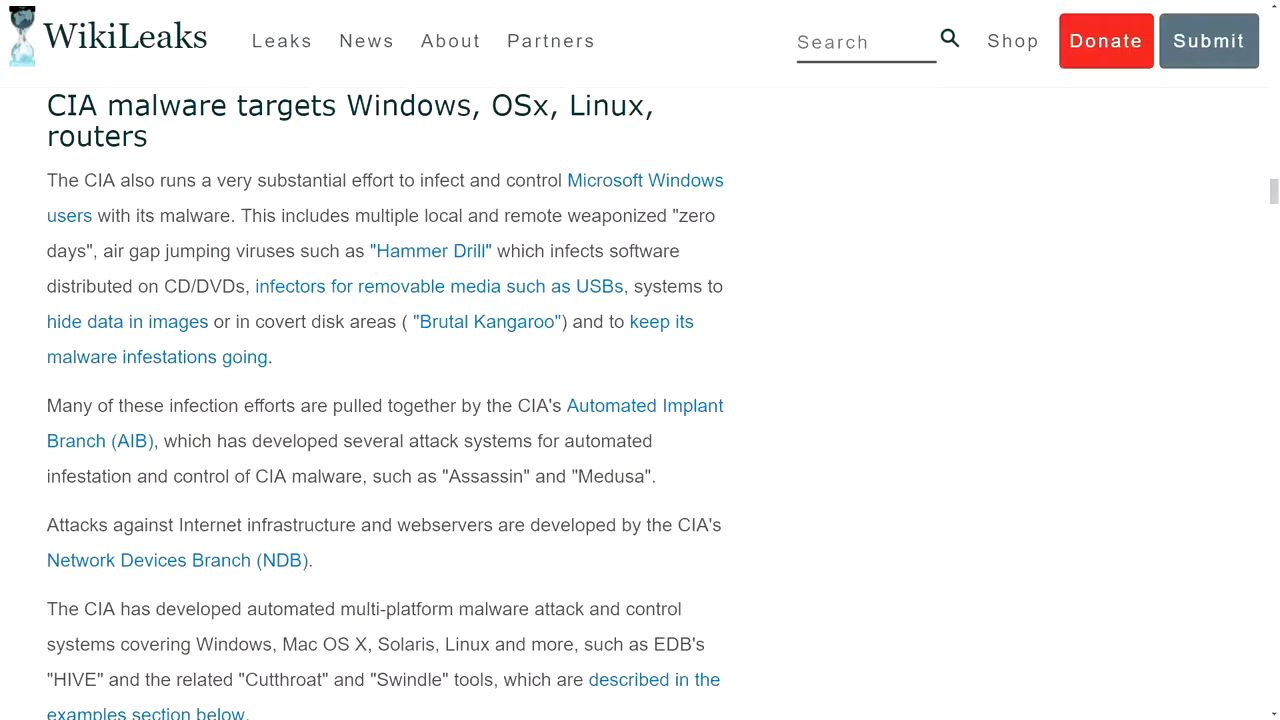 WikiLeaks Leaks News About Partners Search Shop Donate Submit
CIA malware targets Windows, OSx, Linux,
routers
The CIA also runs a very substantial effort to infect and control Microsoft Windows
users with its malware. This includes multiple local and remote weaponized "zero
days", air gap jumping viruses such as "Hammer Drill" which infects software
distributed on CD/DVDs, infectors for removable media such as USBs, systems to
hide data in images or in covert disk areas ( "Brutal Kangaroo") and to keep its
malware infestations going.
Many of these infection efforts are pulled together by the CIA's Automated Implant
Branch (AIB), which has developed several attack systems for automated
infestation and control of CIA malware, such as "Assassin" and "Medusa".
Attacks against Internet infrastructure and webservers are developed by the CIA's
Network Devices Branch (NDB).
The CIA has developed automated multi-platform malware attack and control
systems covering Windows, Mac OS X, Solaris, Linux and more, such as EDB's
"HIVE" and the related "Cutthroat" and "Swindle" tools, which are described in the
examples section below.